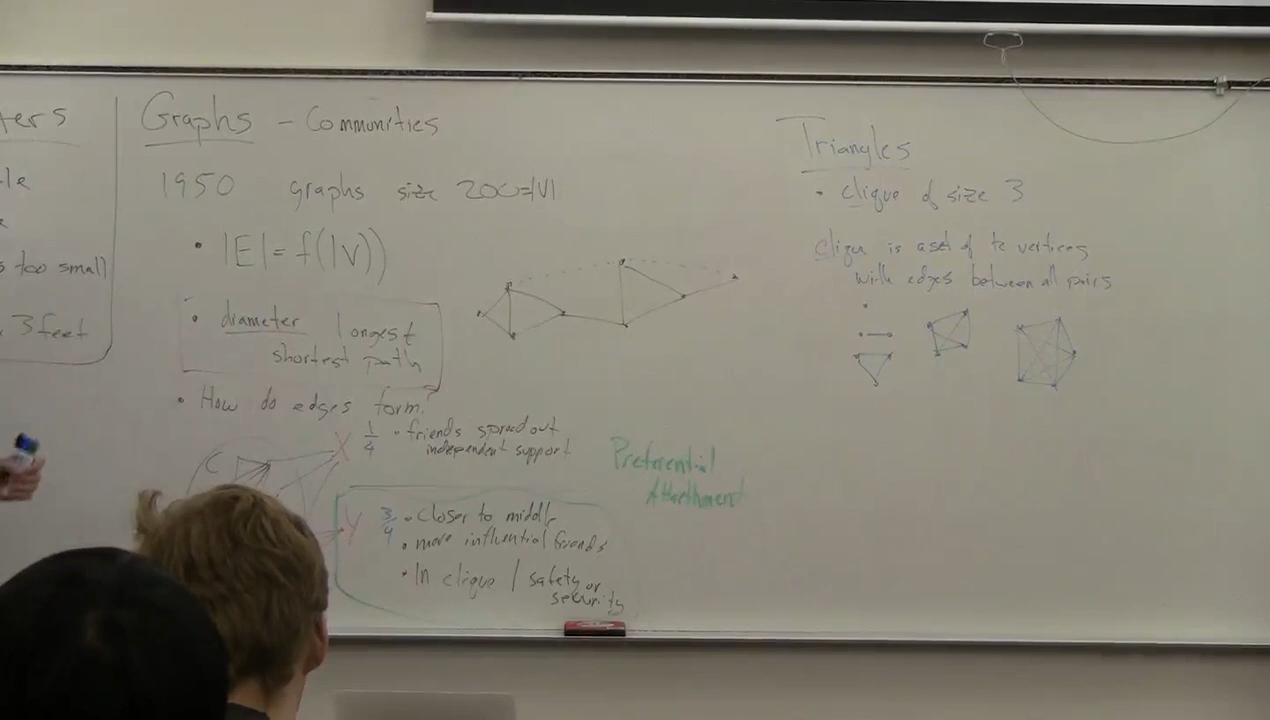 ters
le
too small
3 feet
Graphs - Communities
1950 graphs size 200=|V|
• |E| = f(|V|)
• diameter longest
shortest path
• How do edges form?
C
X 1/4 • friends spread out
independent support
Y 3/4 • closer to middle
• more influential friends
• In clique / safety or
security
Preferential
Attachment
Triangles
• clique of size 3
is a set of k vertices
with edges between all pairs